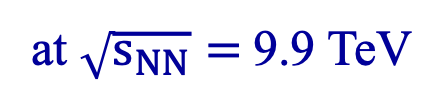 at √sNN = 9.9 TeV